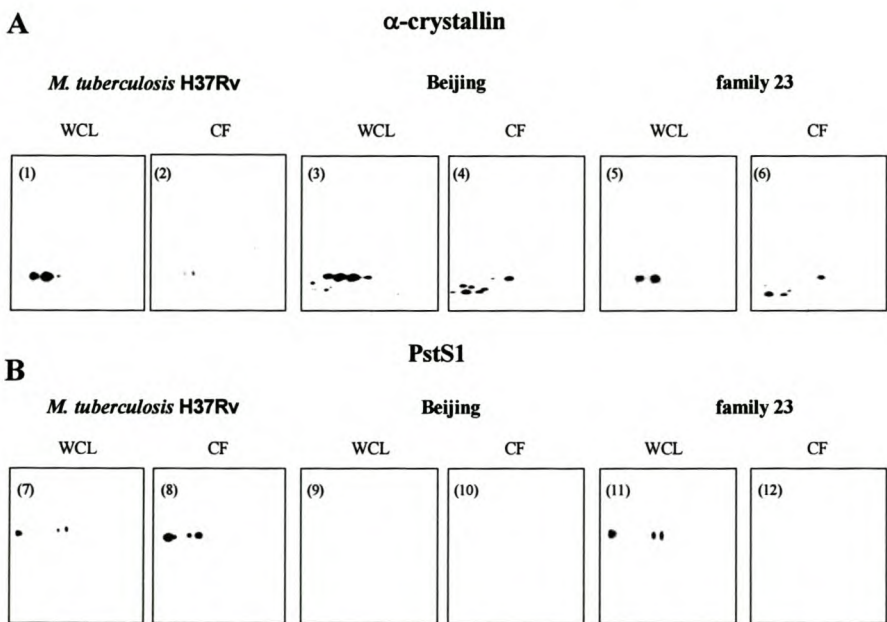 A
α-crystallin
M. tuberculosis H37Rv Beijing family 23
WCL CF WCL CF WCL CF
(1) (2) (3) (4) (5) (6)
PstS1
B
M. tuberculosis H37Rv Beijing family 23
WCL CF WCL CF WCL CF
(7) (8) (9) (10) (11) (12)